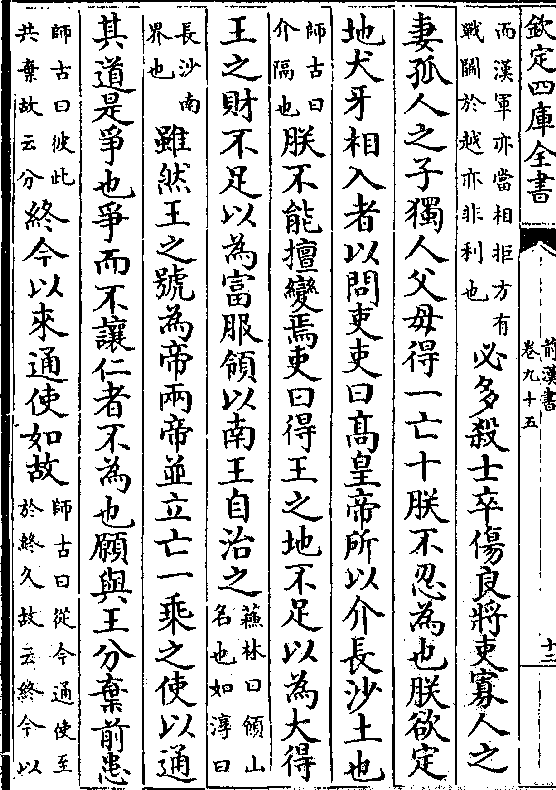 欽定四庫全書
前漢書
卷九十五
十二
而漢軍亦當相拒方有
戰鬭於越亦非利也
必多殺士卒傷良將吏寡人之
妻孤人之子獨人父母得一亡十朕不忍為也朕欲定
地犬牙相入者以問吏吏曰髙皇帝所以介長沙土也
師古曰
介隔也
朕不能擅變焉吏曰得王之地不足以為大得
王之財不足以為富服領以南王自治之
蘓林曰領山
名也如淳曰
長沙南
界也
雖然王之號為帝兩帝並立亡一乘之使以通
其道是爭也爭而不讓仁者不為也願與王分棄前患
師古曰彼此
共棄故云分
終今以來通使如故
師古曰從今通使至
於終久故云終今以